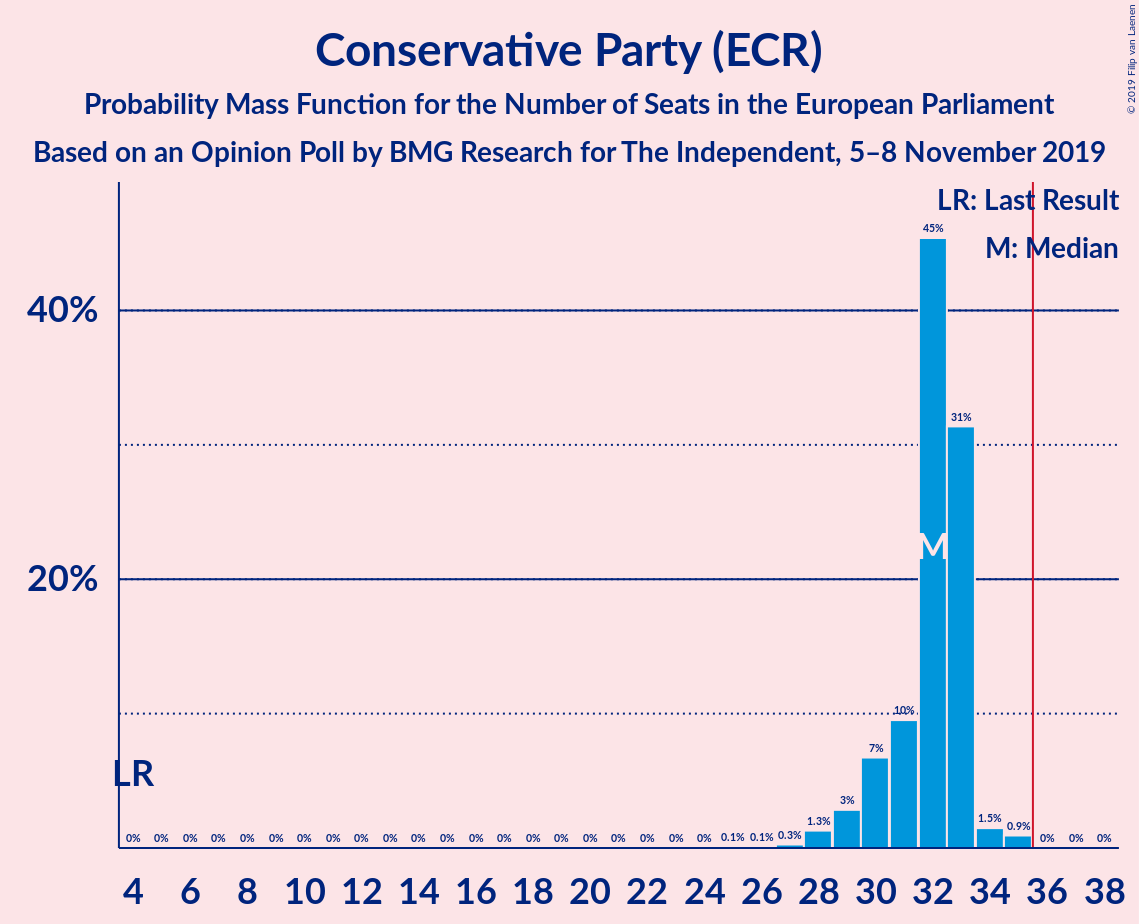 Conservative Party (ECR)
Probability Mass Function for the Number of Seats in the European Parliament
Based on an Opinion Poll by BMG Research for The Independent, 5–8 November 2019
© 2019 Filip van Laenen
LR: Last Result
M: Median
45%
40%
31%
M
20%
10%
7%
LR
3%
1.3% 1.5% 0.9%
0% 0% 0% 0% 0% 0% 0% 0% 0% 0% 0% 0% 0% 0% 0% 0% 0% 0% 0% 0% 0% 0.1% 0.1% 0.3% 0% 0% 0%
4 6 8 10 12 14 16 18 20 22 24 26 28 30 32 34 36 38